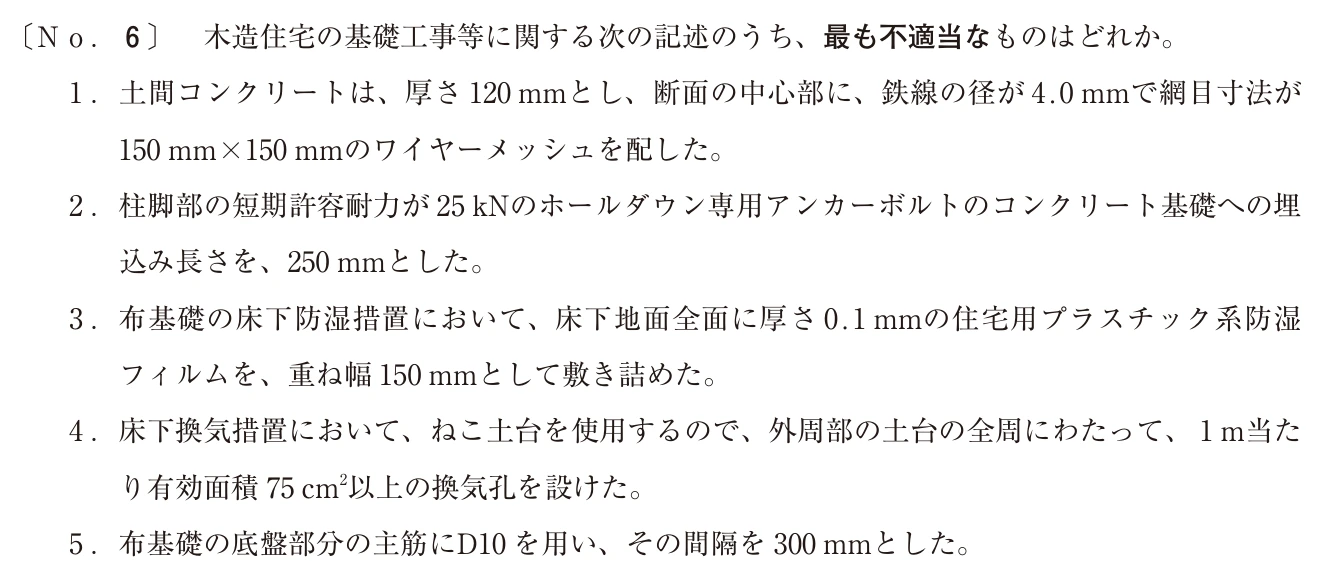 〔No. 6〕 木造住宅の基礎工事等に関する次の記述のうち、最も不適当なものはどれか。
1. 土間コンクリートは、厚さ 120 mmとし、断面の中心部に、鉄線の径が 4.0 mmで網目寸法が
150 mm×150 mmのワイヤーメッシュを配した。
2. 柱脚部の短期許容耐力が 25 kNのホールダウン専用アンカーボルトのコンクリート基礎への埋
込み長さを、250 mmとした。
3. 布基礎の床下防湿措置において、床下地面全面に厚さ 0.1 mmの住宅用プラスチック系防湿
フィルムを、重ね幅 150 mmとして敷き詰めた。
4. 床下換気措置において、ねこ土台を使用するので、外周部の土台の全周にわたって、1 m当た
り有効面積 75 cm²以上の換気孔を設けた。
5. 布基礎の底盤部分の主筋にD10 を用い、その間隔を 300 mmとした。